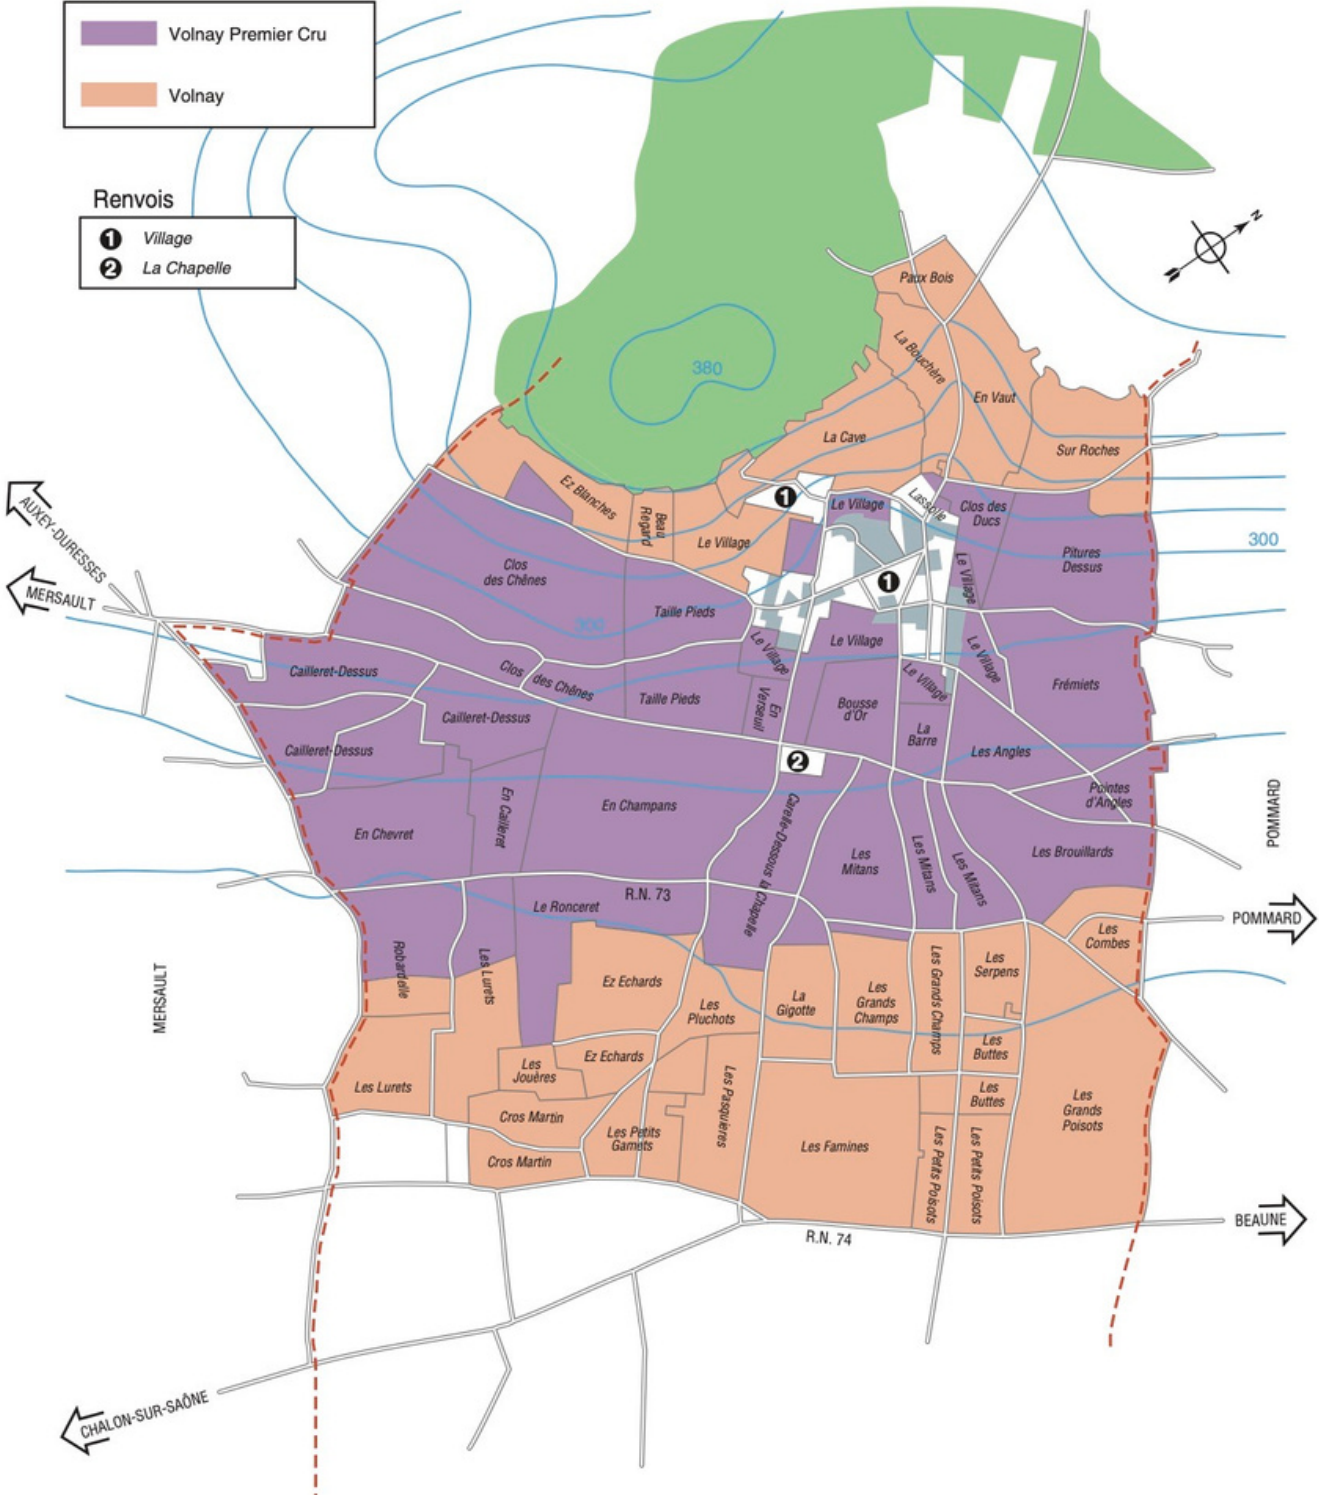 Volnay Premier Cru
Volnay
Renvois
1 Village
2 La Chapelle
N
Paux Bois
La Bouchère
380
En Vaut
La Cave
Sur Roches
Ez Blanches
1
Le Village
Lassolle
Clos des
Ducs
Beau
Regard
Le Village
300
AUXEY-DURESSES
Clos
des Chênes
Pitures
Dessus
MERSAULT
1
Le Village
Taille Pieds
300
Le Village
Le Village
Le Village
Cailleret-Dessus
Clos
des Chênes
Le Village
Frémiets
Taille Pieds
En
Verseuil
Bousse
d'Or
Cailleret-Dessus
La
Barre
Cailleret-Dessus
Les Angles
2
Pointes
d'Angles
POMMARD
En Champans
En Cailleret
En Chevret
Carelle-Dessous la Chapelle
Les
Mitans
Les Mitans
Les Mitans
Les Brouillards
R.N. 73
Le Ronceret
POMMARD
Les
Combes
Robardelle
Les Lurets
Ez Echards
Les
Serpens
MERSAULT
Les
Pluchots
La
Gigotte
Les
Grands
Champs
Les Grands Champs
Les
Buttes
Ez Echards
Les
Jouères
Les Lurets
Les
Buttes
Les Pasquières
Les
Grands
Poisots
Cros Martin
Les Petits
Gamets
Les Famines
Cros Martin
Les Petits Poisots
Les Petits Poisots
BEAUNE
R.N. 74
CHALON-SUR-SAÔNE